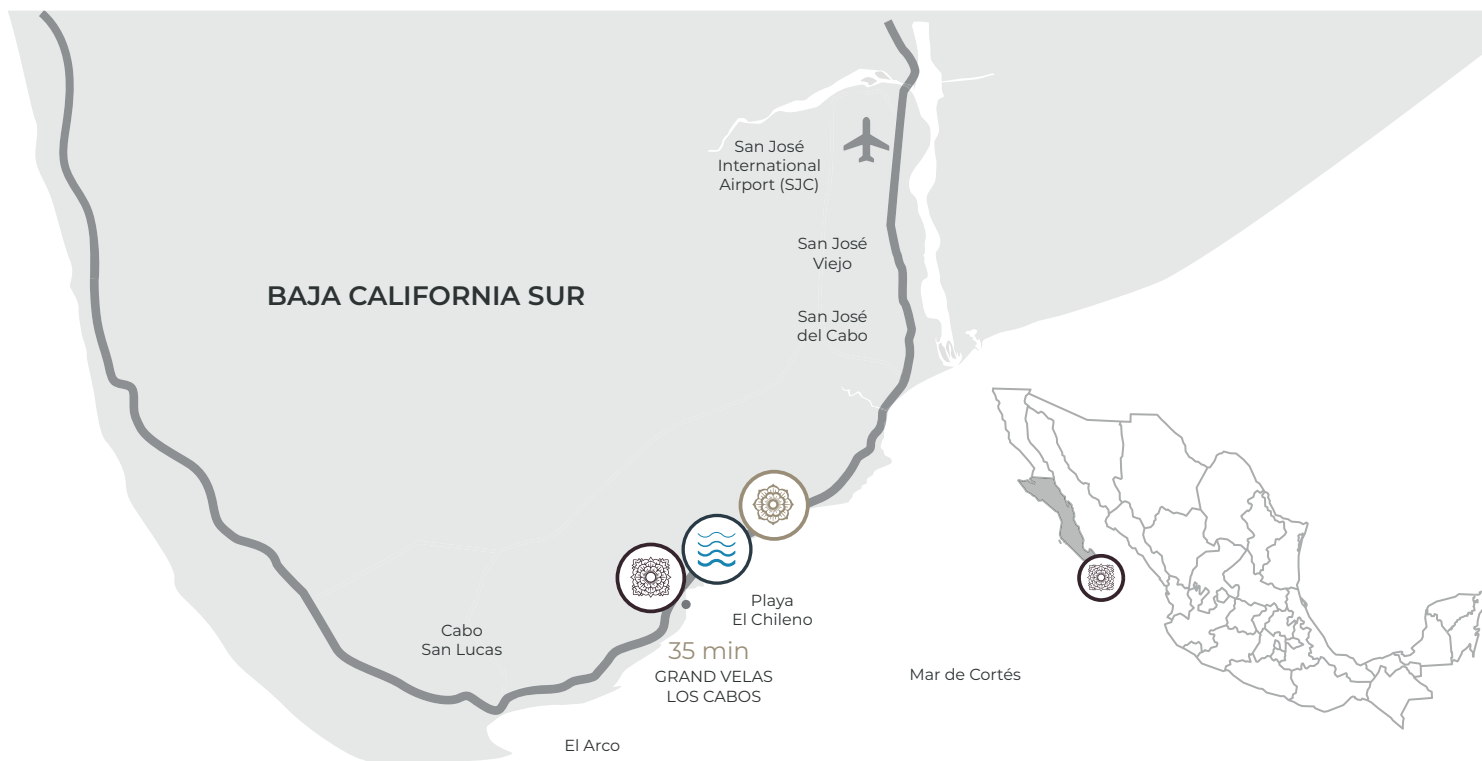 San José
International
Airport (SJC)
San José
Viejo
BAJA CALIFORNIA SUR
San José
del Cabo
Playa
El Chileno
Cabo
San Lucas
35 min
GRAND VELAS
LOS CABOS
Mar de Cortés
El Arco